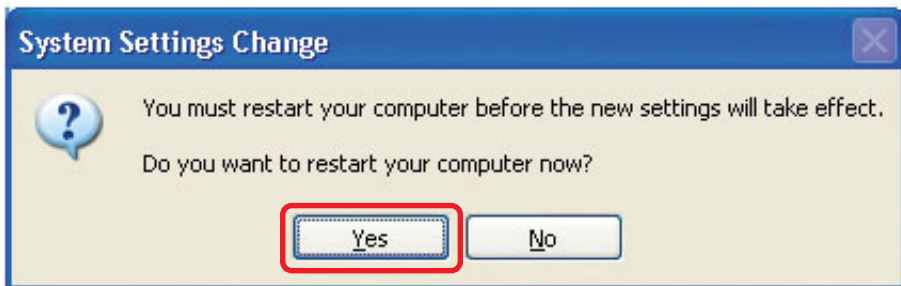 System Settings Change
You must restart your computer before the new settings will take effect.
Do you want to restart your computer now?
Yes No